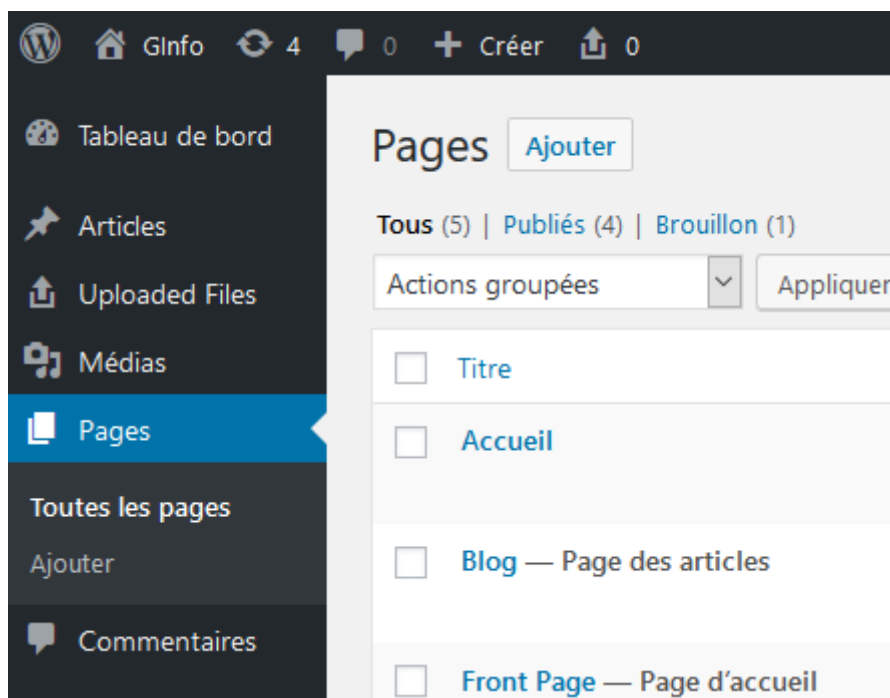 GInfo 4 0 + Créer 0
Tableau de bord
Articles
Uploaded Files
Médias
Pages
Toutes les pages
Ajouter
Commentaires
Pages Ajouter
Tous (5) | Publiés (4) | Brouillon (1)
Actions groupées Appliquer
Titre
Accueil
Blog — Page des articles
Front Page — Page d'accueil